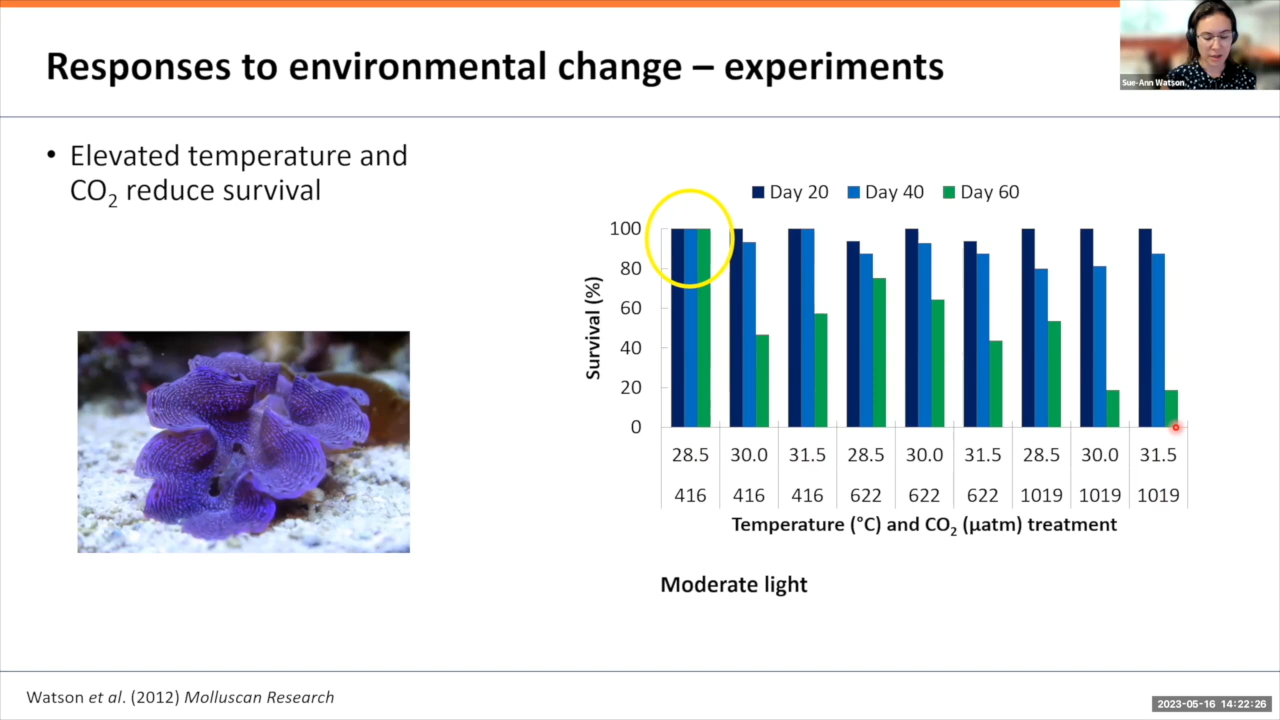 Responses to environmental change – experiments
Sue-Ann Watson
• Elevated temperature and
CO₂ reduce survival
Day 20 Day 40 Day 60
Survival (%)
100
80
60
40
20
0
28.5 30.0 31.5 28.5 30.0 31.5 28.5 30.0 31.5
416 416 416 622 622 622 1019 1019 1019
Temperature (°C) and CO₂ (µatm) treatment
Moderate light
Watson et al. (2012) Molluscan Research
2023-05-16 14:22:26